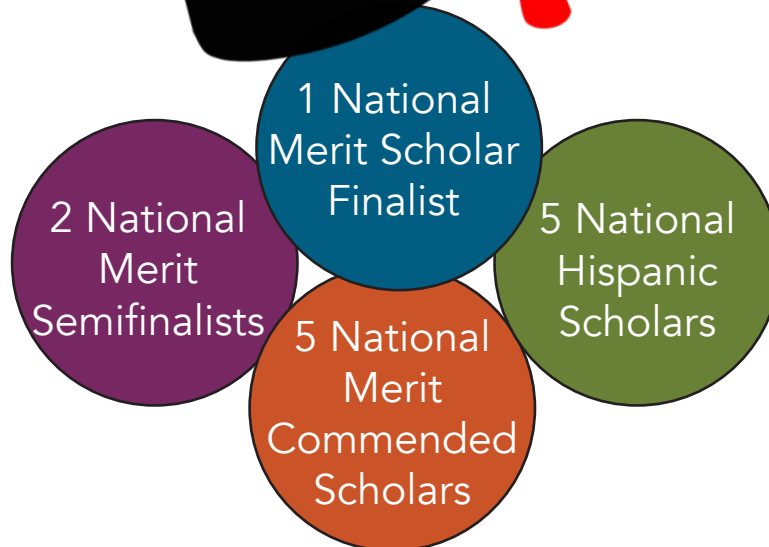 1 National
Merit Scholar
Finalist
2 National
Merit
Semifinalists
5 National
Hispanic
Scholars
5 National
Merit
Commended
Scholars